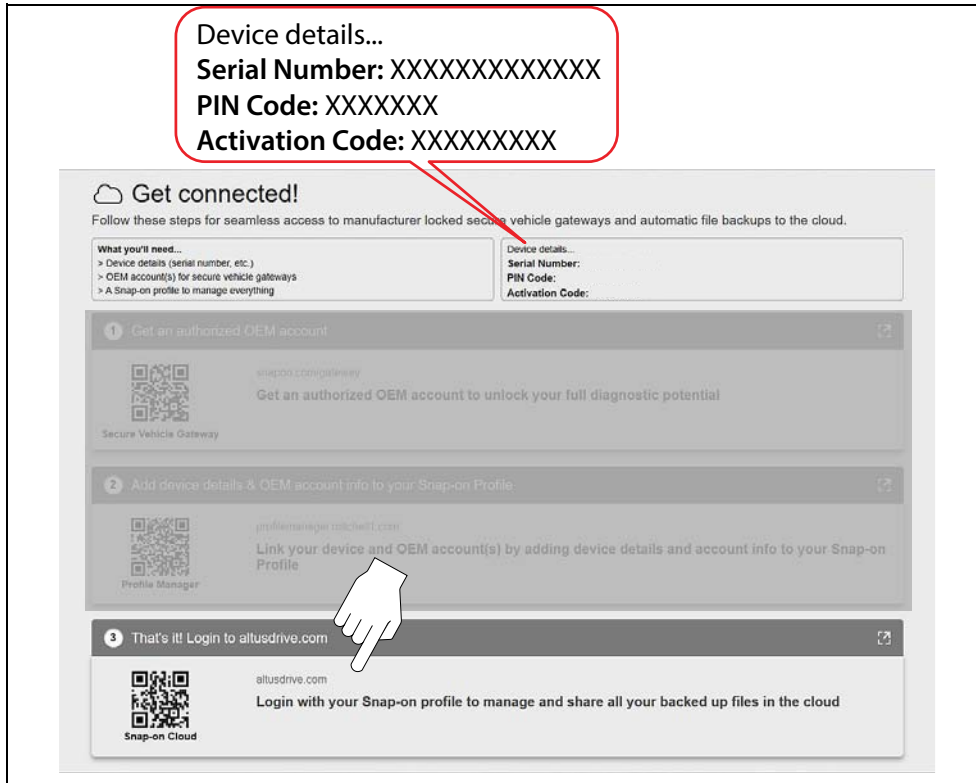 Device details...
Serial Number: XXXXXXXXXXXXX
PIN Code: XXXXXXX
Activation Code: XXXXXXXXX
Get connected!
Follow these steps for seamless access to manufacturer locked secure vehicle gateways and automatic file backups to the cloud.
What you'll need...
> Device details (serial number, etc.)
> OEM account(s) for secure vehicle gateways
> A Snap-on profile to manage everything
Device details...
Serial Number:
PIN Code:
Activation Code:
1 Get an authorized OEM account
snapon.com/gateway
Get an authorized OEM account to unlock your full diagnostic potential
Secure Vehicle Gateway
2 Add device details & OEM account info to your Snap-on Profile
profilemanager.mitchell1.com
Link your device and OEM account(s) by adding device details and account info to your Snap-on
Profile
Profile Manager
3 That's it! Login to altusdrive.com
altusdrive.com
Login with your Snap-on profile to manage and share all your backed up files in the cloud
Snap-on Cloud